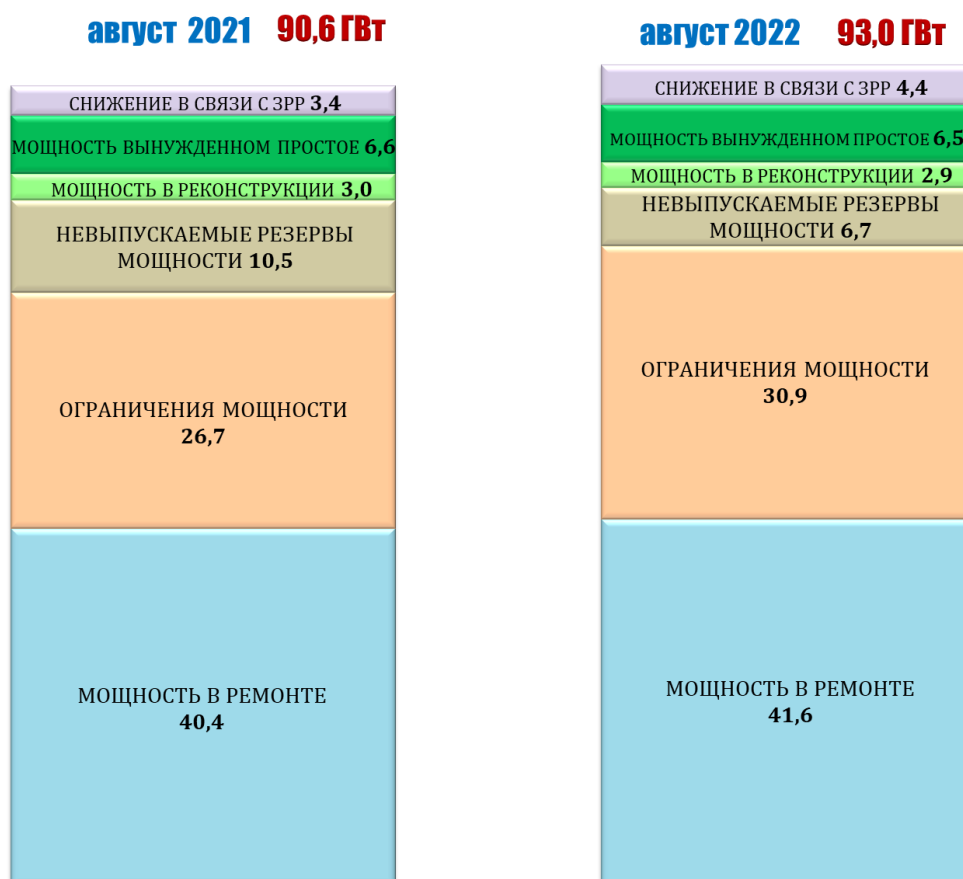 август 2021 90,6 ГВт
СНИЖЕНИЕ В СВЯЗИ С ЗРР 3,4
МОЩНОСТЬ ВЫНУЖДЕННОМ ПРОСТОЕ 6,6
МОЩНОСТЬ В РЕКОНСТРУКЦИИ 3,0
НЕВЫПУСКАЕМЫЕ РЕЗЕРВЫ
МОЩНОСТИ 10,5
ОГРАНИЧЕНИЯ МОЩНОСТИ
26,7
МОЩНОСТЬ В РЕМОНТЕ
40,4
август 2022 93,0 ГВт
СНИЖЕНИЕ В СВЯЗИ С ЗРР 4,4
МОЩНОСТЬ ВЫНУЖДЕННОМ ПРОСТОЕ 6,5
МОЩНОСТЬ В РЕКОНСТРУКЦИИ 2,9
НЕВЫПУСКАЕМЫЕ РЕЗЕРВЫ
МОЩНОСТИ 6,7
ОГРАНИЧЕНИЯ МОЩНОСТИ
30,9
МОЩНОСТЬ В РЕМОНТЕ
41,6